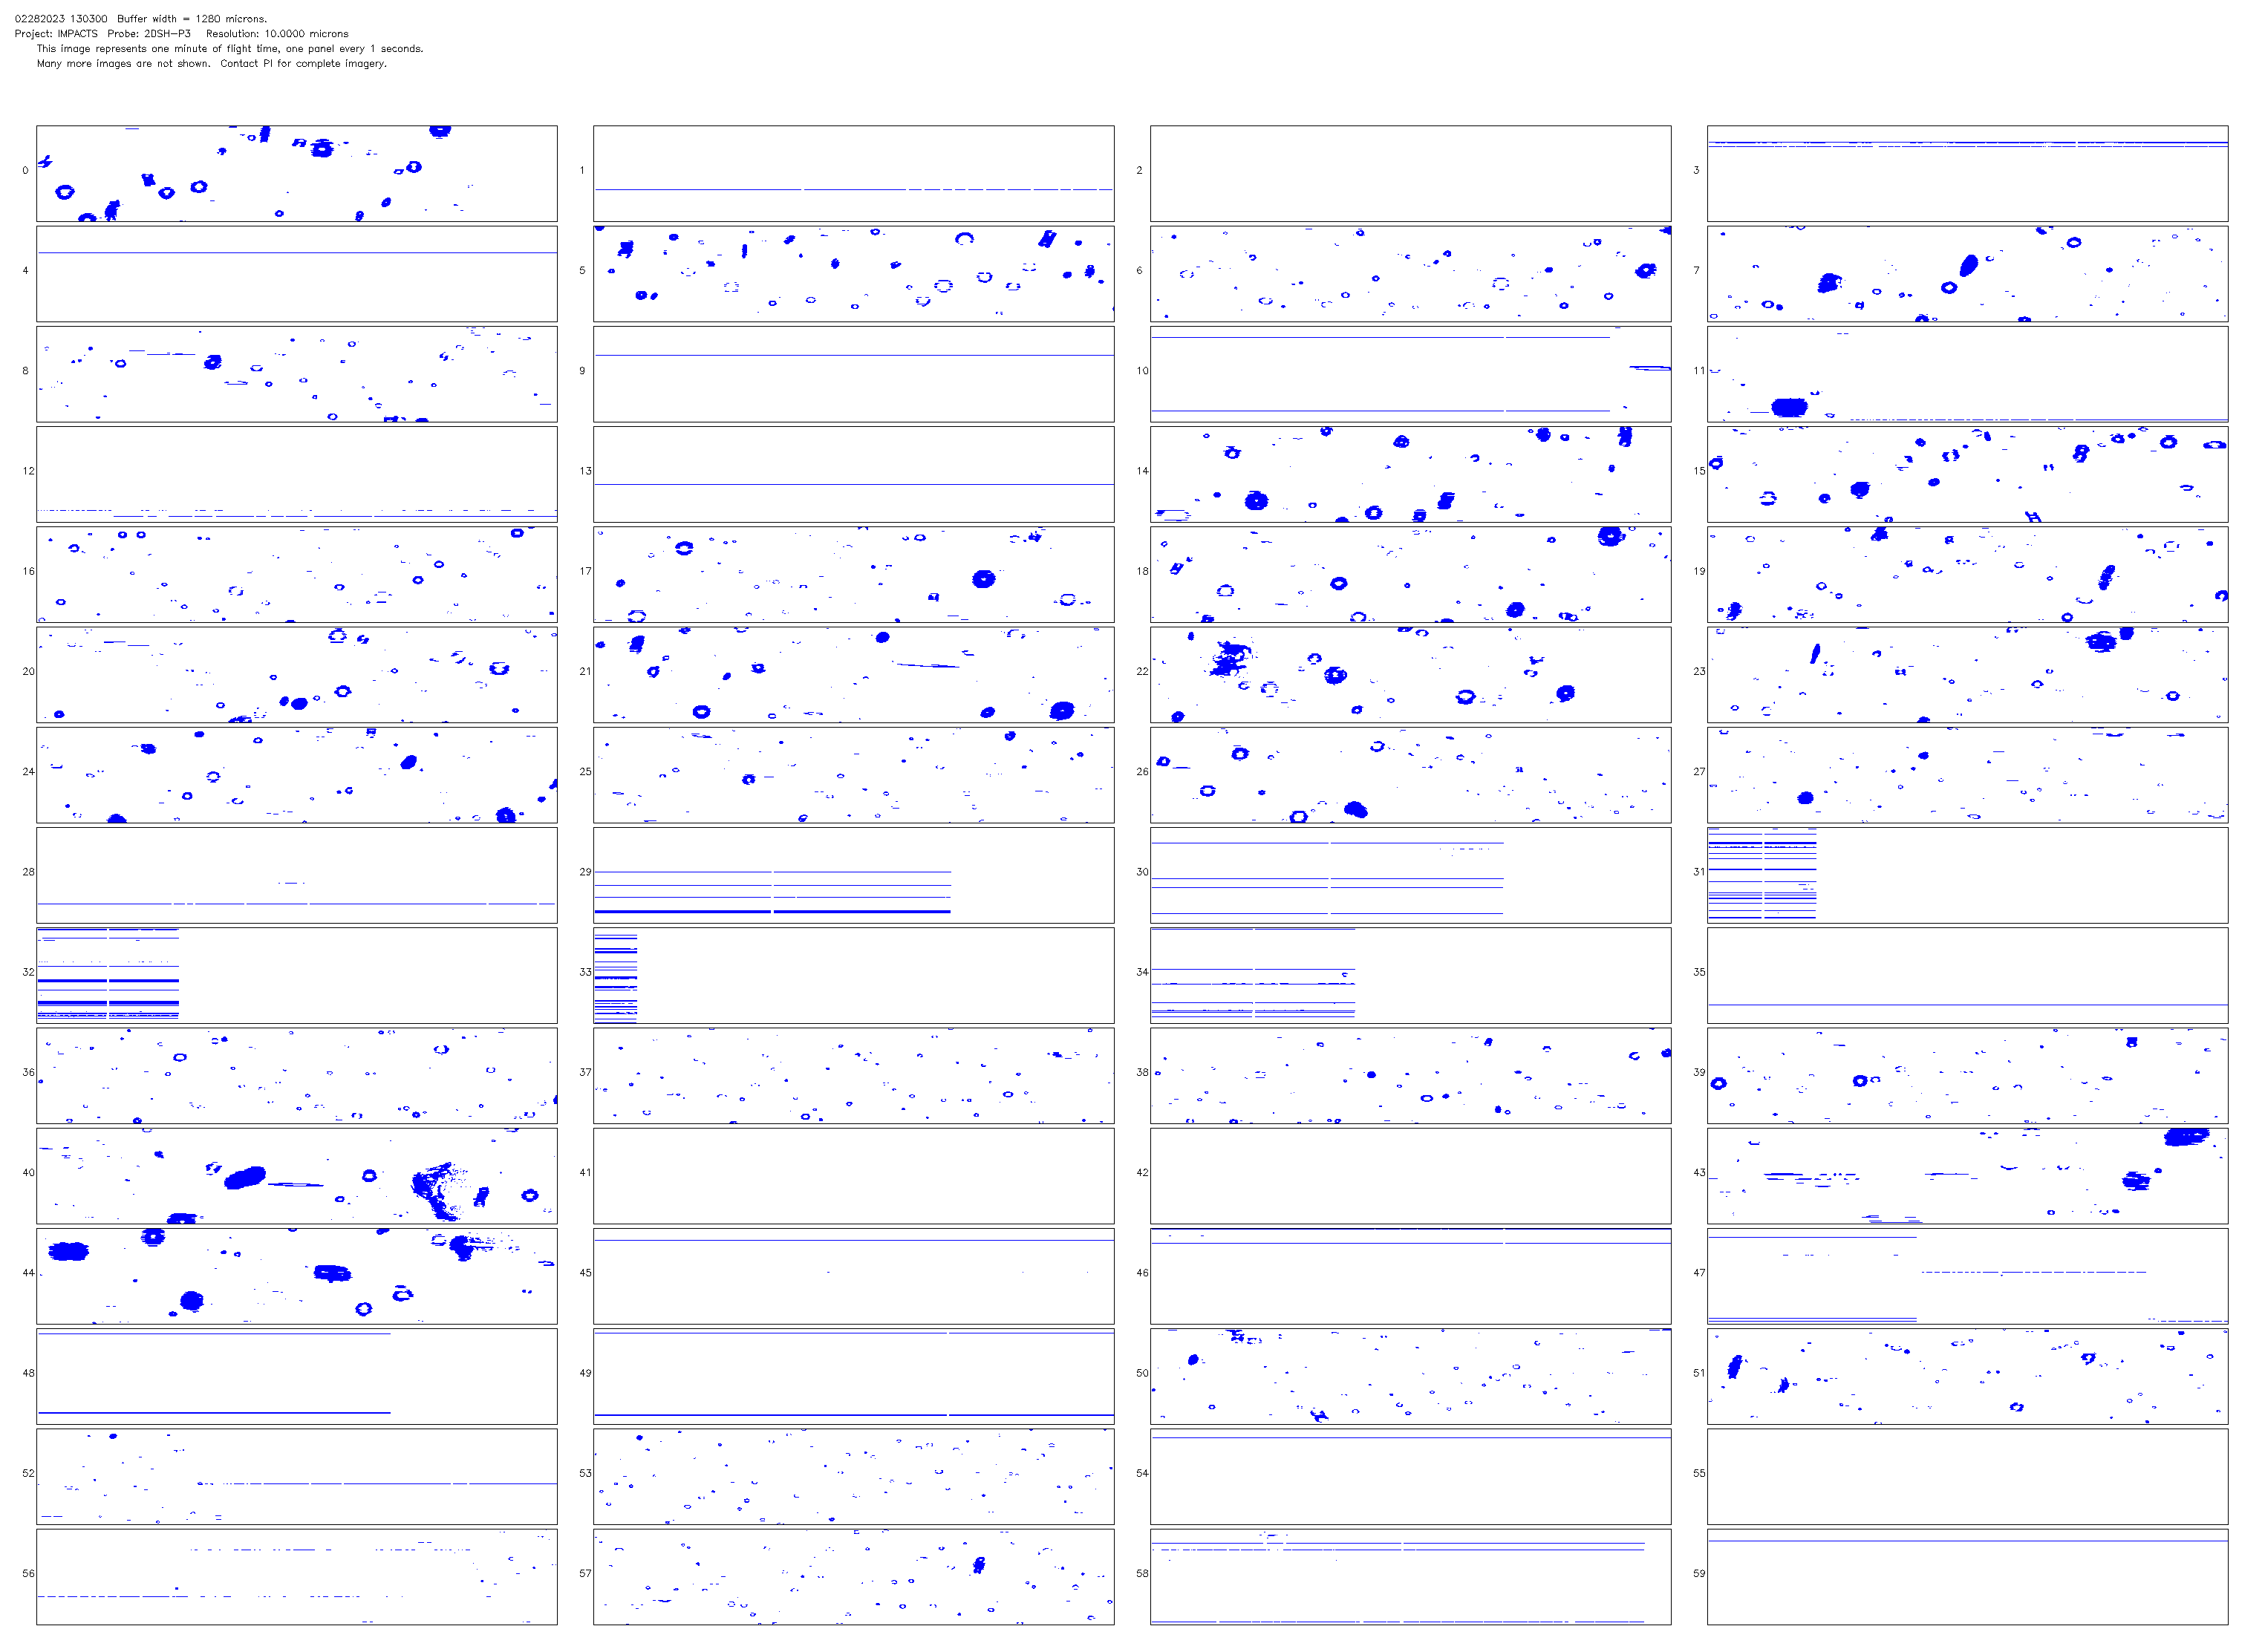 02282023 130300  Buffer width = 1280 microns.
Project: IMPACTS  Probe: 2DSH-P3    Resolution: 10.0000 microns
This image represents one minute of flight time, one panel every 1 seconds.
Many more images are not shown.  Contact PI for complete imagery.
0 1 2 3
4 5 6 7
8 9 10 11
12 13 14 15
16 17 18 19
20 21 22 23
24 25 26 27
28 29 30 31
32 33 34 35
36 37 38 39
40 41 42 43
44 45 46 47
48 49 50 51
52 53 54 55
56 57 58 59